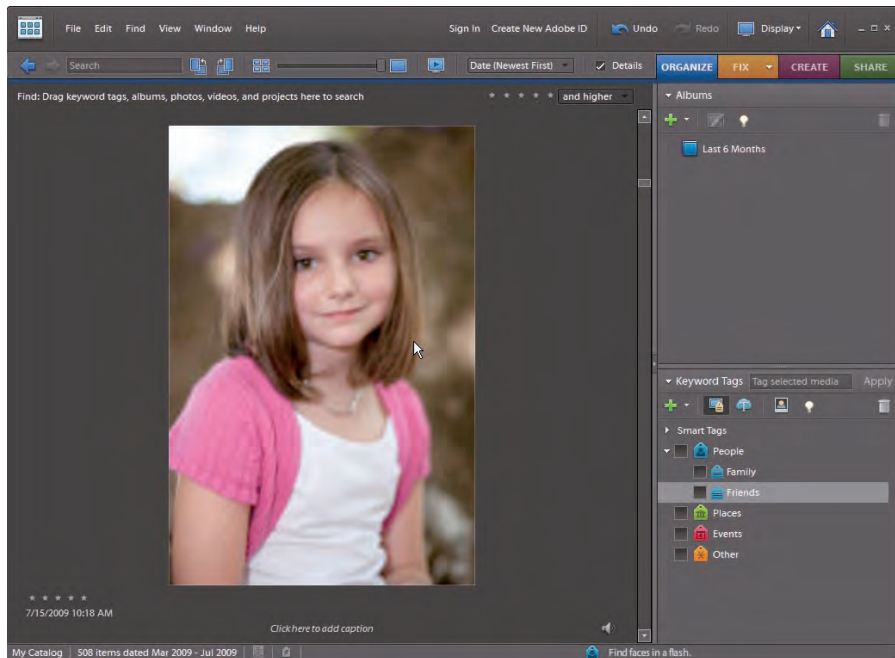 File Edit Find View Window Help Sign In Create New Adobe ID Undo Redo Display
Search Date (Newest First) Details ORGANIZE FIX CREATE SHARE
Find: Drag keyword tags, albums, photos, videos, and projects here to search and higher
Albums
Last 6 Months
Keyword Tags Tag selected media Apply
Smart Tags
People
Family
Friends
Places
Events
Other
7/15/2009 10:18 AM
Click here to add caption
My Catalog 508 items dated Mar 2009 - Jul 2009 Find faces in a flash.